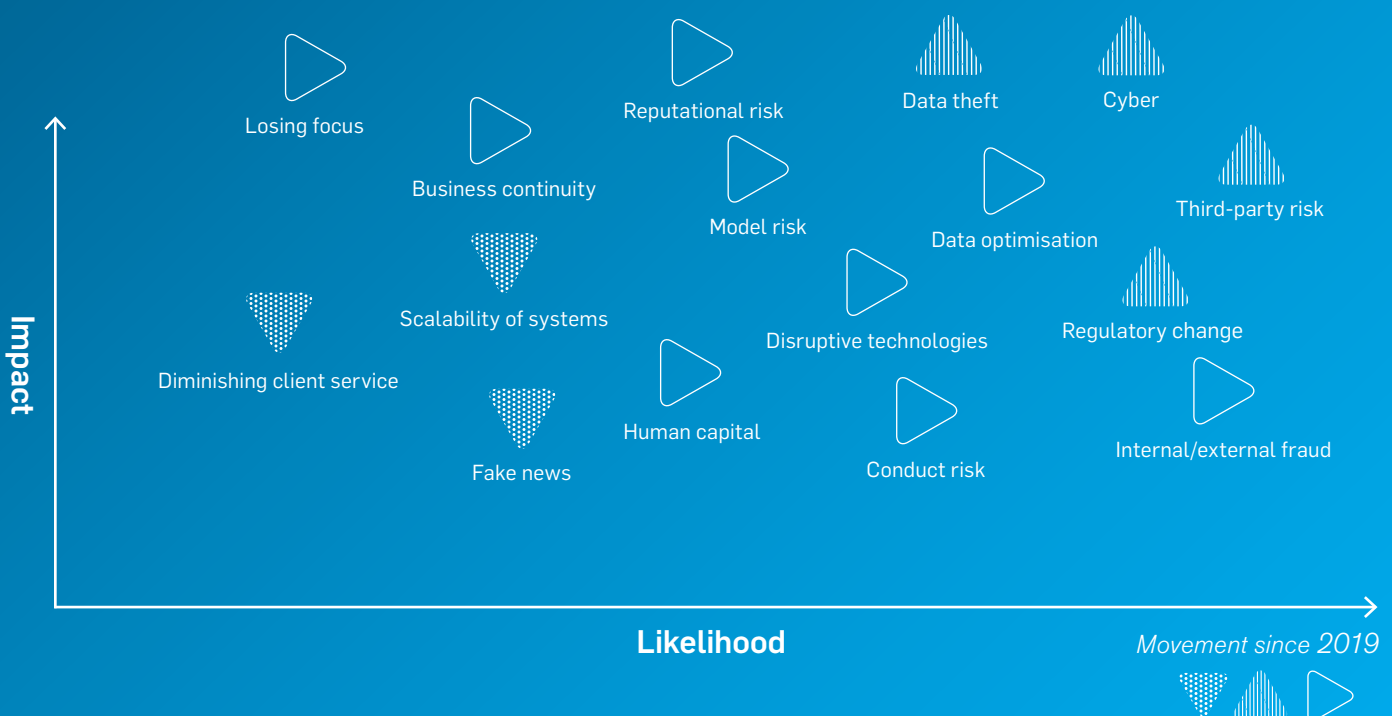 Losing focus
Reputational risk
Data theft
Cyber
Business continuity
Model risk
Data optimisation
Third-party risk
Scalability of systems
Disruptive technologies
Regulatory change
Diminishing client service
Human capital
Fake news
Conduct risk
Internal/external fraud
Impact
Likelihood
Movement since 2019